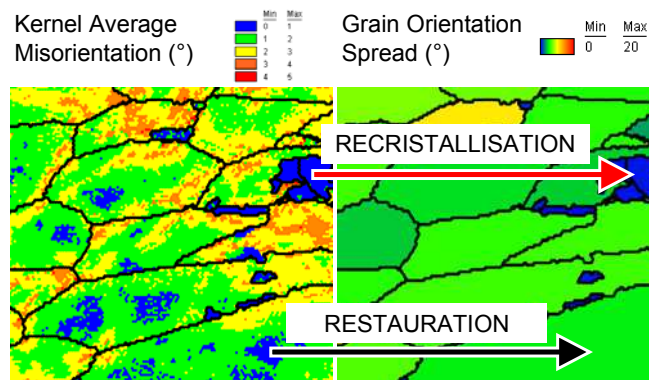 Kernel Average
Misorientation (°)
Min Max
0 1
1 2
2 3
3 4
4 5
Grain Orientation
Spread (°)
Min Max
0 20
RECRISTALLISATION
RESTAURATION